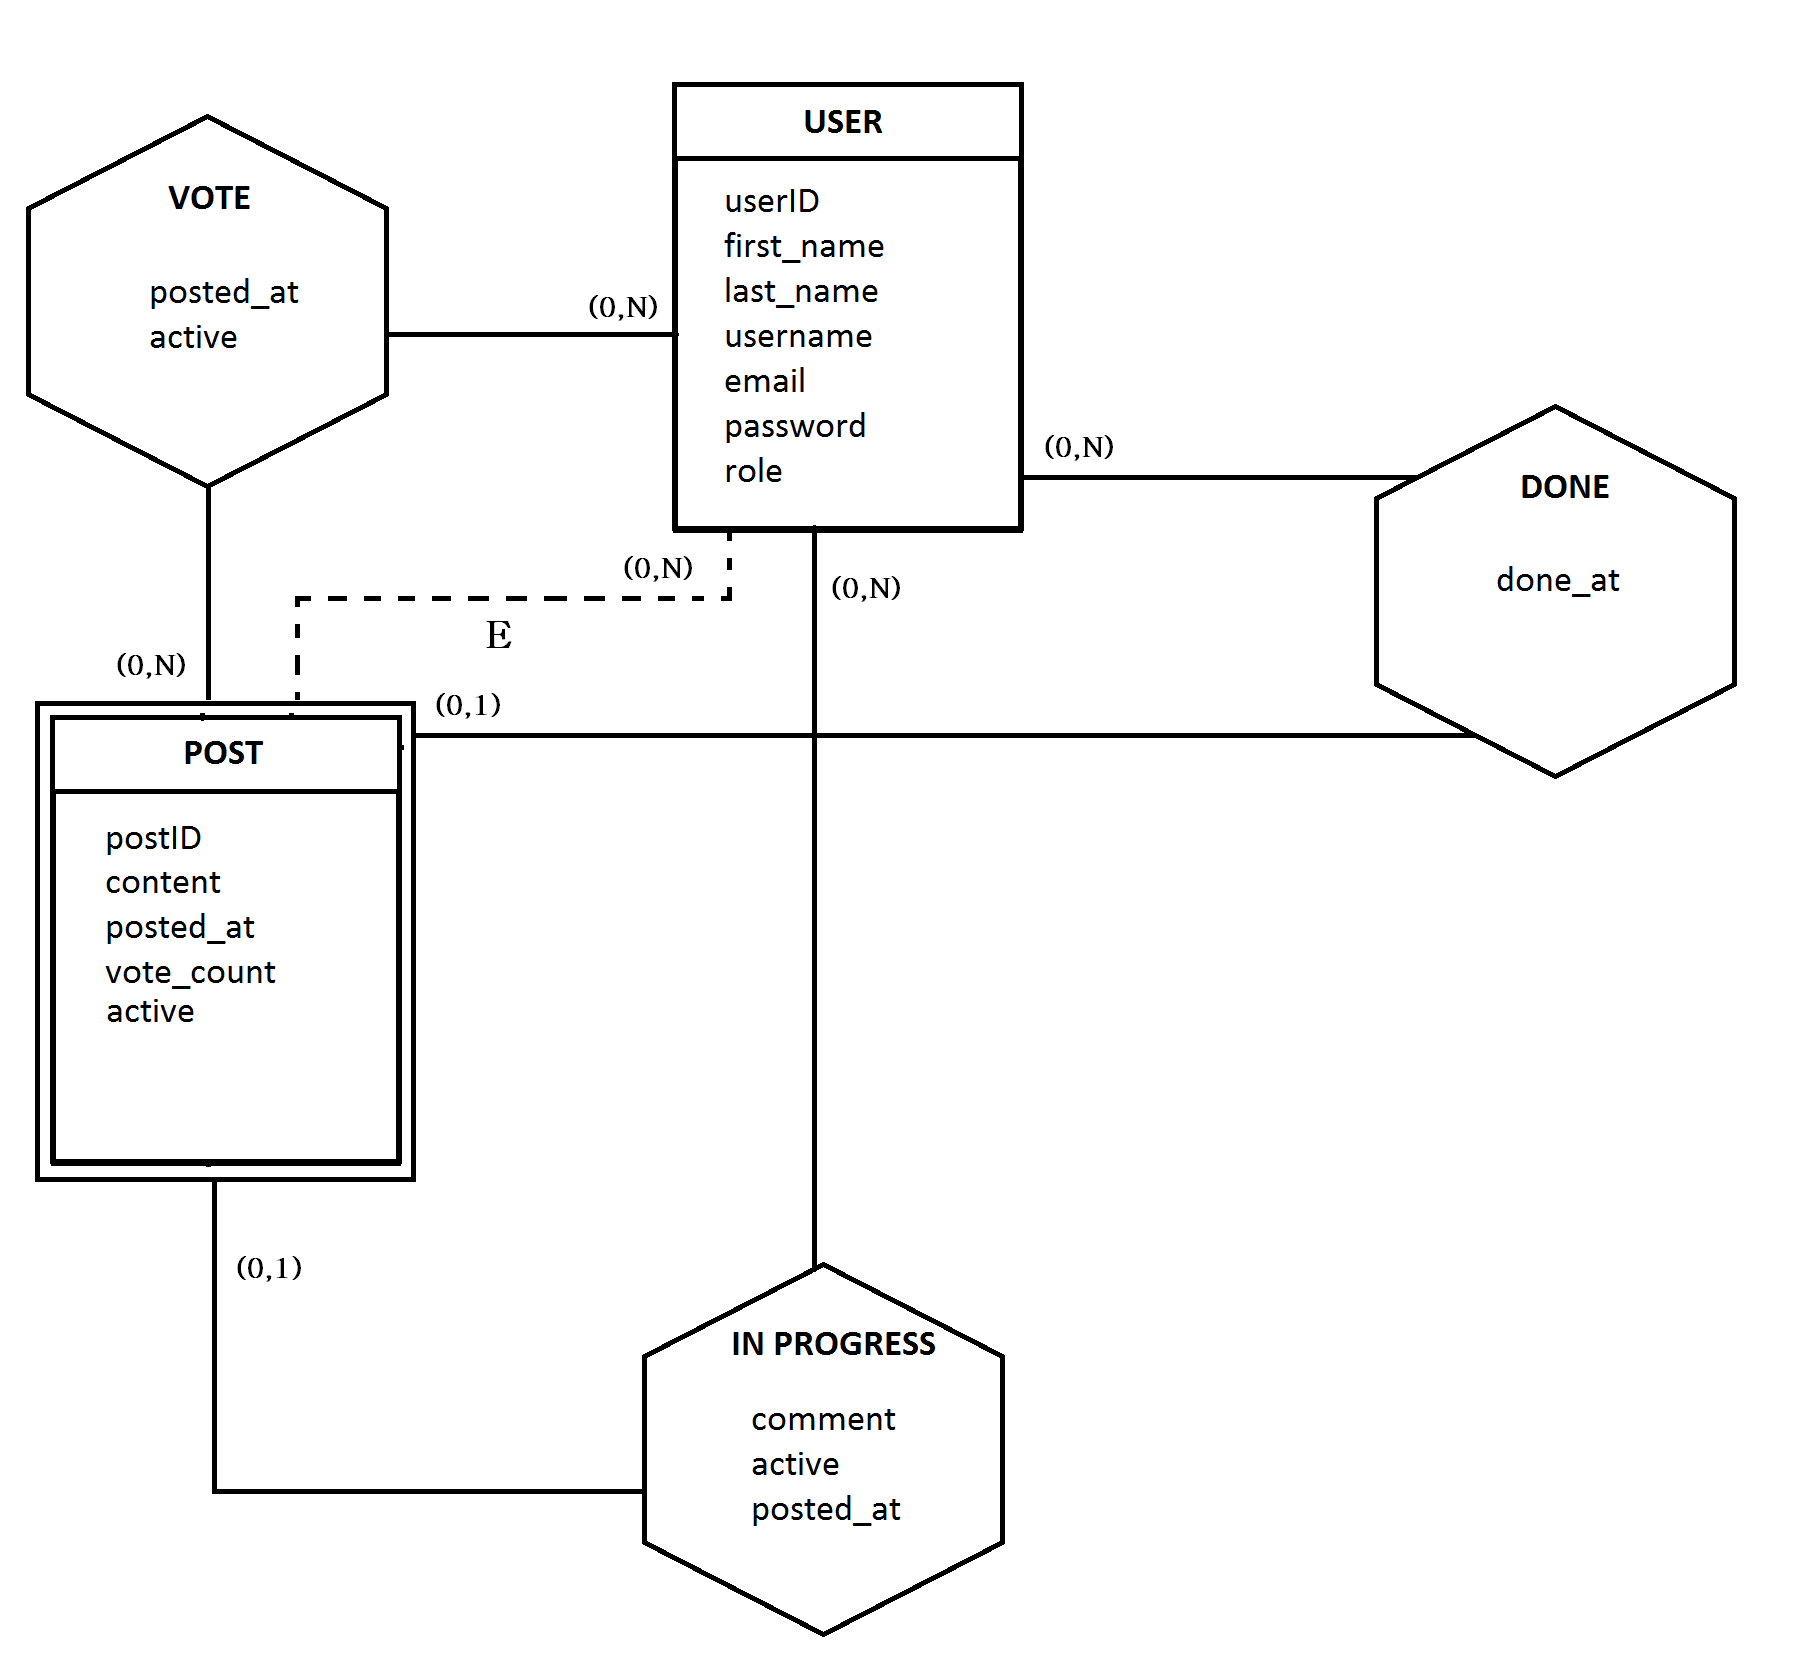 USER
userID
first_name
last_name
username
email
password
role
VOTE
posted_at
active
(0,N)
(0,N)
DONE
done_at
(0,N)
(0,N)
E
(0,N)
(0,1)
POST
postID
content
posted_at
vote_count
active
(0,1)
IN PROGRESS
comment
active
posted_at